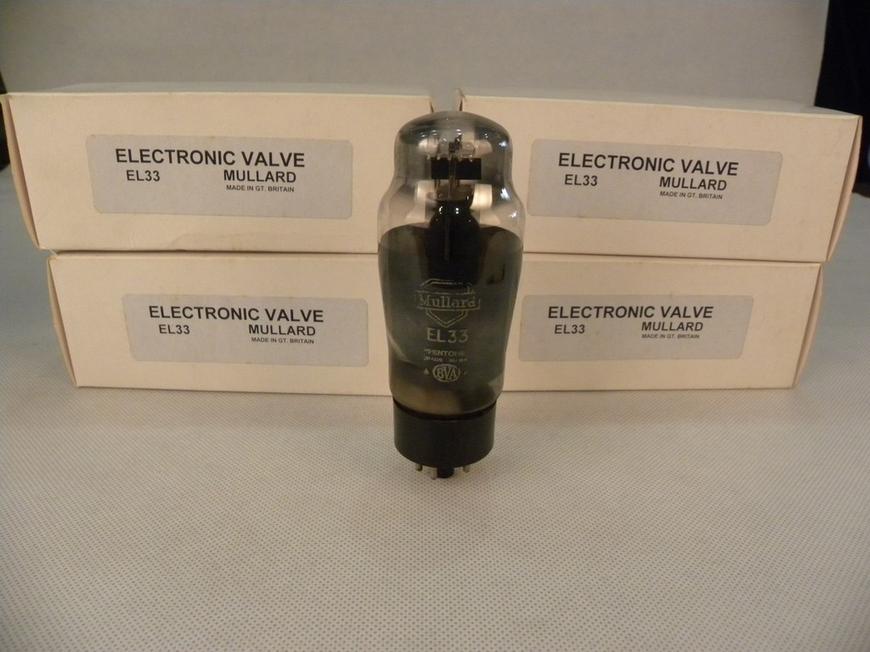 ELECTRONIC VALVE
EL33 MULLARD
MADE IN GT. BRITAIN
ELECTRONIC VALVE
EL33 MULLARD
MADE IN GT. BRITAIN
ELECTRONIC VALVE
EL33 MULLARD
MADE IN GT. BRITAIN
ELECTRONIC VALVE
EL33 MULLARD
MADE IN GT. BRITAIN
Mullard
EL33
PENTODE
BVA